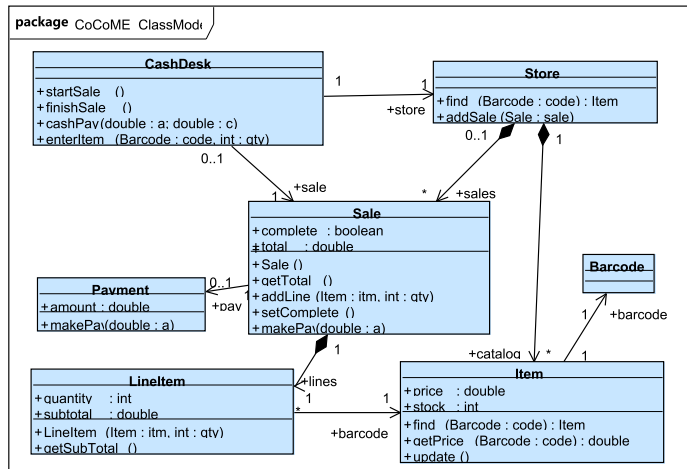 package CoCoME ClassMode
CashDesk
+startSale ()
+finishSale ()
+cashPay(double : a; double : c)
+enterItem (Barcode : code, int : qty)
1
1
+store
Store
+find (Barcode : code) : Item
+addSale (Sale : sale)
0..1
1
0..1
+sale
1
*
+sales
Sale
+complete : boolean
+total : double
+Sale ()
+getTotal ()
+addLine (Item : itm, int : qty)
+setComplete ()
+makePay(double : a)
Barcode
1
+barcode
Payment
+amount : double
+makePay(double : a)
0..1
+pay
1
1
+lines
*
+catalog
*
1
LineItem
+quantity : int
+subtotal : double
+LineItem (Item : itm, int : qty)
+getSubTotal ()
1
1
+barcode
Item
+price : double
+stock : int
+find (Barcode : code) : Item
+getPrice (Barcode : code) : double
+update ()